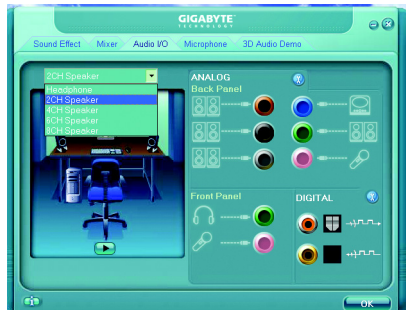 GIGABYTE
TECHNOLOGY
Sound Effect Mixer Audio I/O Microphone 3D Audio Demo
2CH Speaker
Headphone
2CH Speaker
4CH Speaker
6CH Speaker
8CH Speaker
ANALOG
Back Panel
Front Panel
DIGITAL
OK